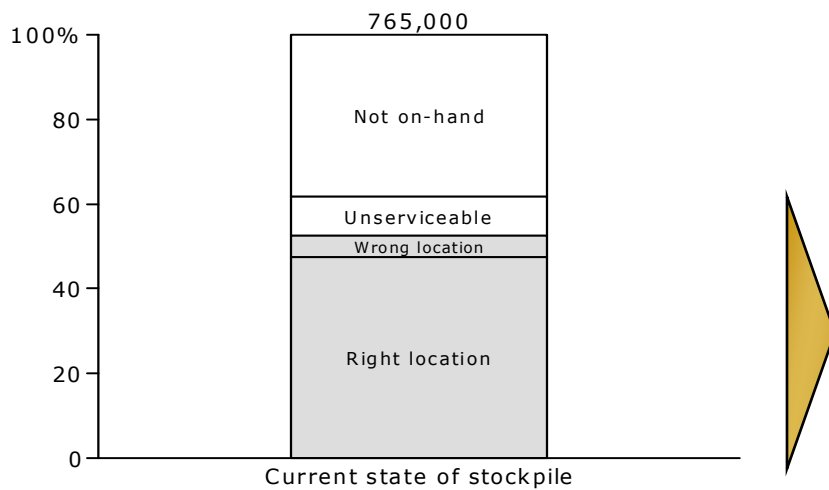 765,000
100%
Not on-hand
80
60
Unserviceable
Wrong location
40
Right location
20
0
Current state of stockpile